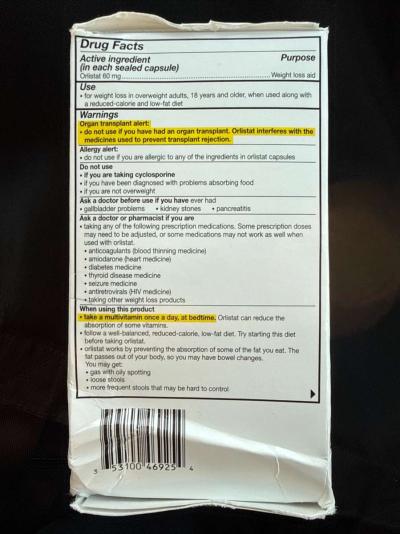 Drug Facts
Active ingredient Purpose
(in each sealed capsule)
Orlistat 60 mg............................................Weight loss aid
Use
• for weight loss in overweight adults, 18 years and older, when used along with
a reduced-calorie and low-fat diet
Warnings
Organ transplant alert:
• do not use if you have had an organ transplant. Orlistat interferes with the
medicines used to prevent transplant rejection.
Allergy alert:
• do not use if you are allergic to any of the ingredients in orlistat capsules
Do not use
• if you are taking cyclosporine
• if you have been diagnosed with problems absorbing food
• if you are not overweight
Ask a doctor before use if you have ever had
• gallbladder problems • kidney stones • pancreatitis
Ask a doctor or pharmacist if you are
• taking any of the following prescription medications. Some prescription doses
may need to be adjusted, or some medications may not work as well when
used with orlistat.
• anticoagulants (blood thinning medicine)
• amiodarone (heart medicine)
• diabetes medicine
• thyroid disease medicine
• seizure medicine
• antiretrovirals (HIV medicine)
• taking other weight loss products
When using this product
• take a multivitamin once a day, at bedtime. Orlistat can reduce the
absorption of some vitamins.
• follow a well-balanced, reduced-calorie, low-fat diet. Try starting this diet
before taking orlistat.
• orlistat works by preventing the absorption of some of the fat you eat. The
fat passes out of your body, so you may have bowel changes.
You may get:
• gas with oily spotting
• loose stools
• more frequent stools that may be hard to control
3 53100 46925 4